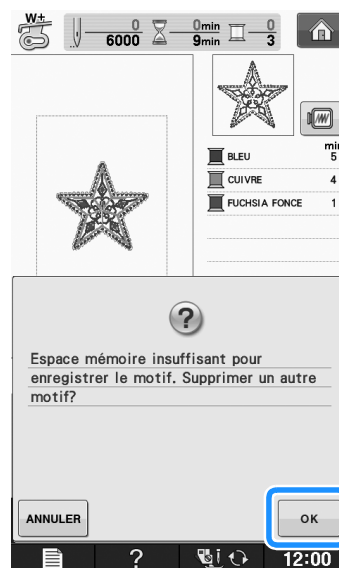 W+
0
6000
0min
9min
0
3
min
BLEU 5
CUIVRE 4
FUCHSIA FONCE 1
?
Espace mémoire insuffisant pour
enregistrer le motif. Supprimer un autre
motif?
ANNULER
OK
?
12:00